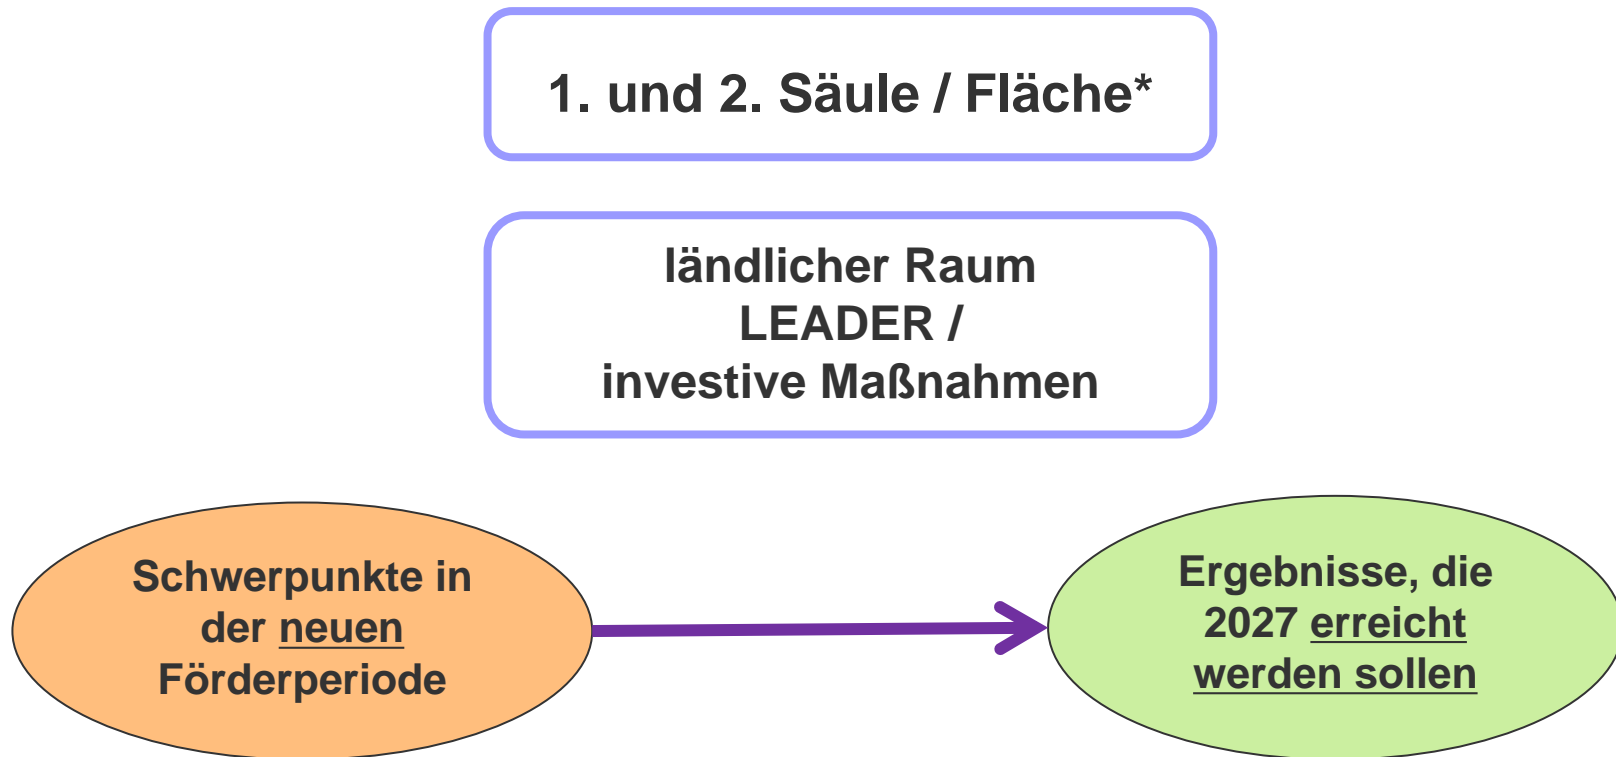 1. und 2. Säule / Fläche*
ländlicher Raum
LEADER /
investive Maßnahmen
Schwerpunkte in
der neuen
Förderperiode
Ergebnisse, die
2027 erreicht
werden sollen